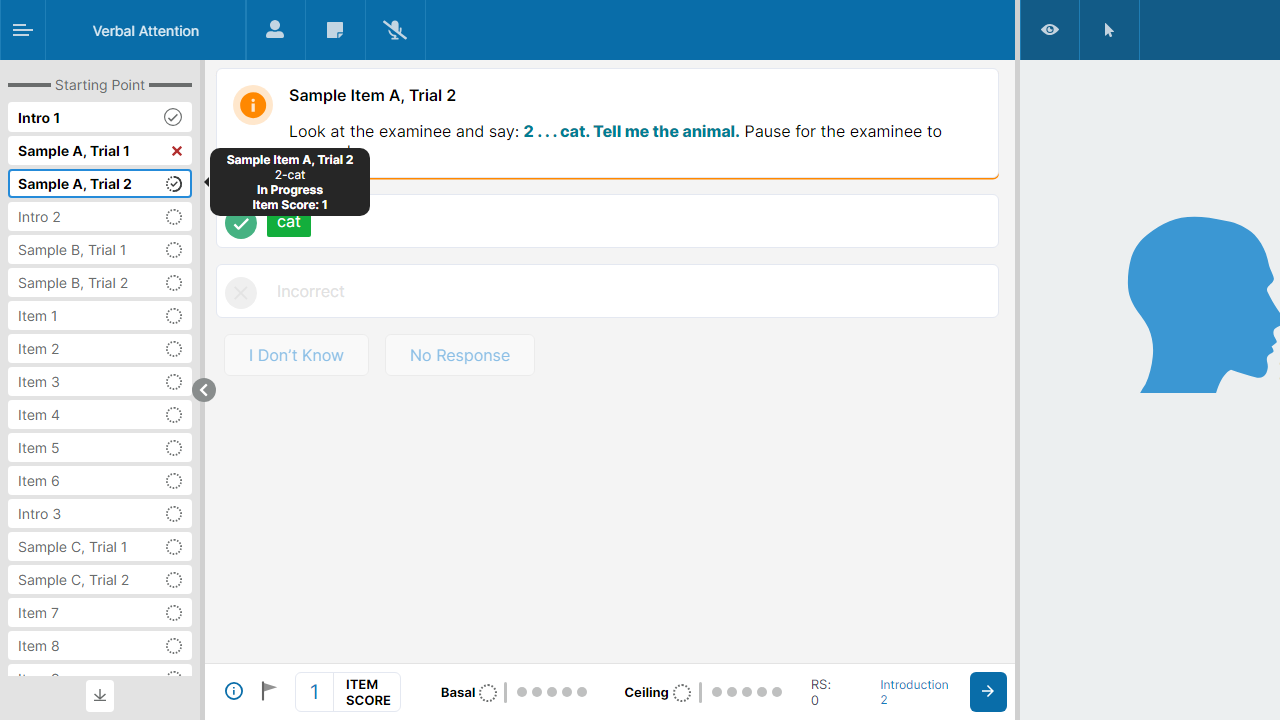 Verbal Attention
Starting Point
Intro 1
Sample A, Trial 1
Sample A, Trial 2
Intro 2
Sample B, Trial 1
Sample B, Trial 2
Item 1
Item 2
Item 3
Item 4
Item 5
Item 6
Intro 3
Sample C, Trial 1
Sample C, Trial 2
Item 7
Item 8
Sample Item A, Trial 2
Look at the examinee and say: 2 . . . cat. Tell me the animal. Pause for the examinee to
Sample Item A, Trial 2
2-cat
In Progress
Item Score: 1
cat
Incorrect
I Don’t Know
No Response
1
ITEM
SCORE
Basal
Ceiling
RS:
0
Introduction
2